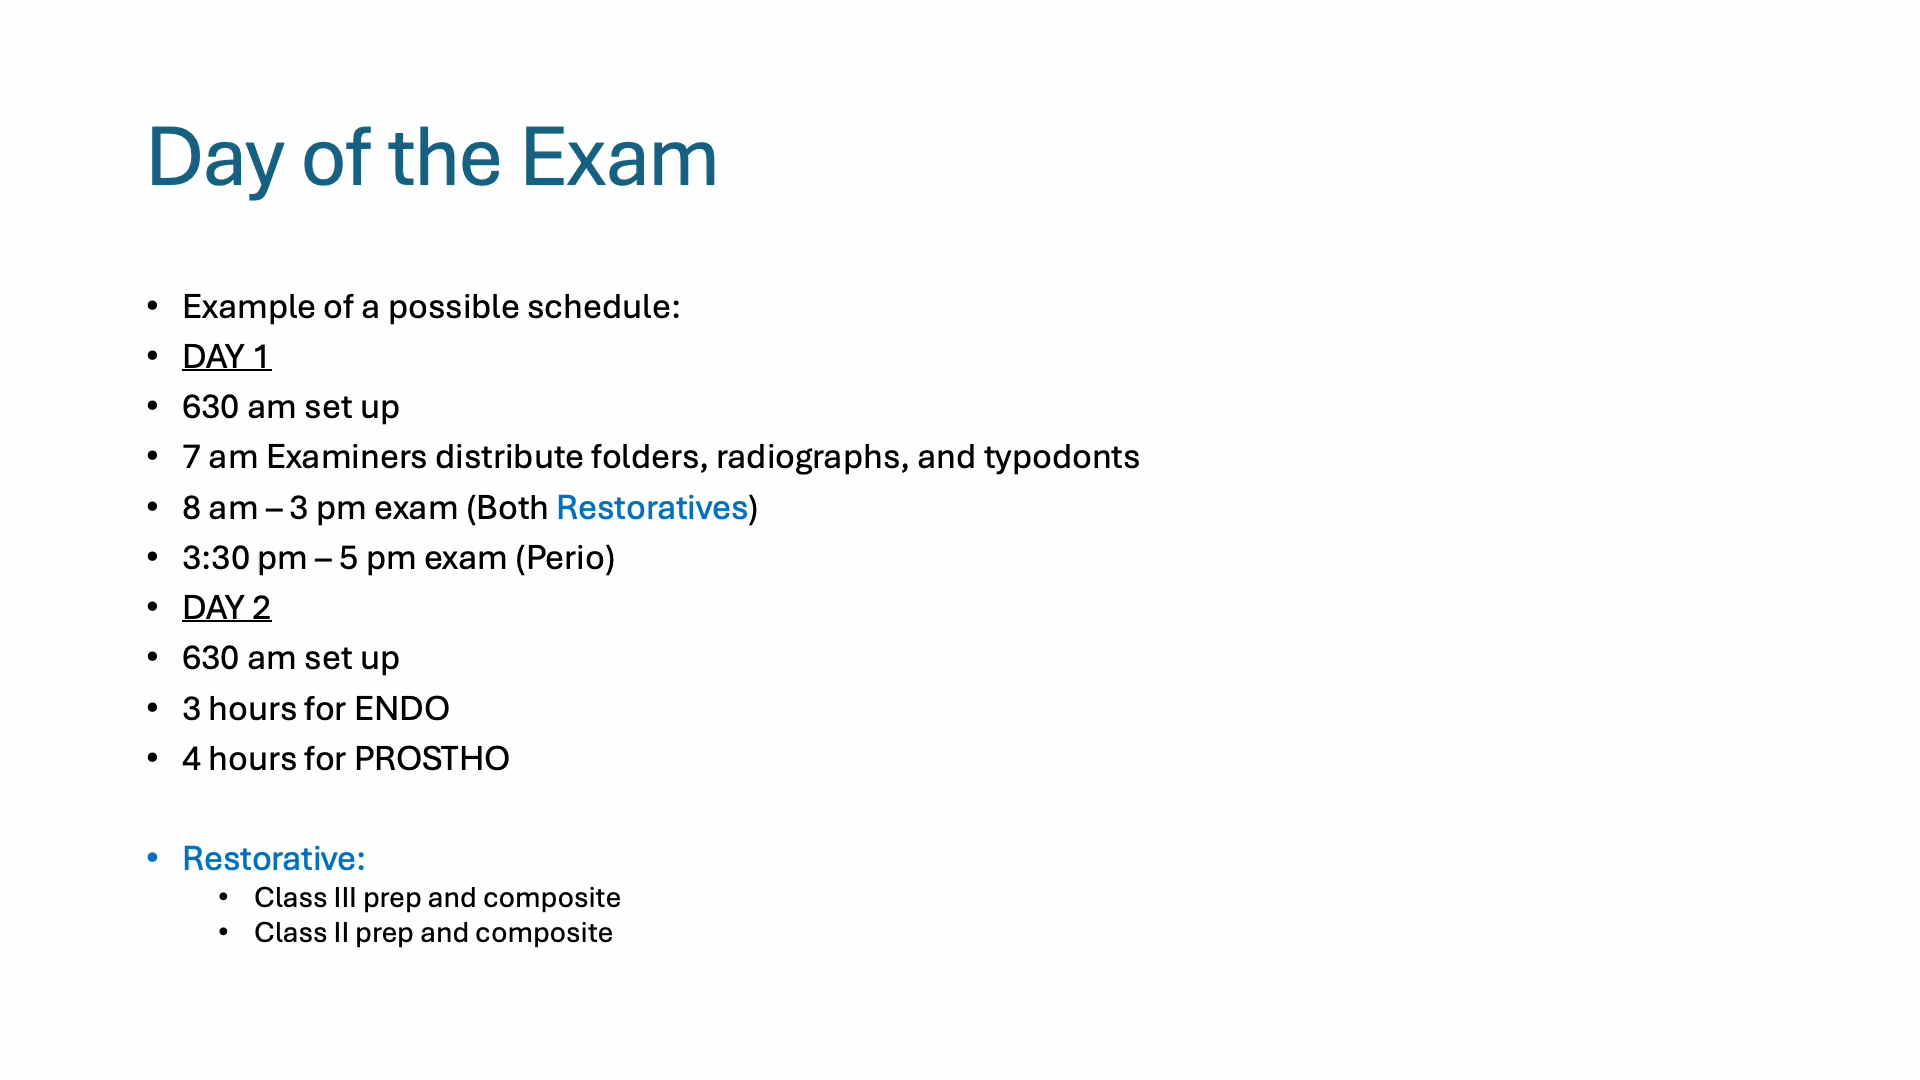 Day of the Exam
• Example of a possible schedule:
• DAY 1
• 630 am set up
• 7 am Examiners distribute folders, radiographs, and typodonts
• 8 am – 3 pm exam (Both Restoratives)
• 3:30 pm – 5 pm exam (Perio)
• DAY 2
• 630 am set up
• 3 hours for ENDO
• 4 hours for PROSTHO
• Restorative:
• Class III prep and composite
• Class II prep and composite